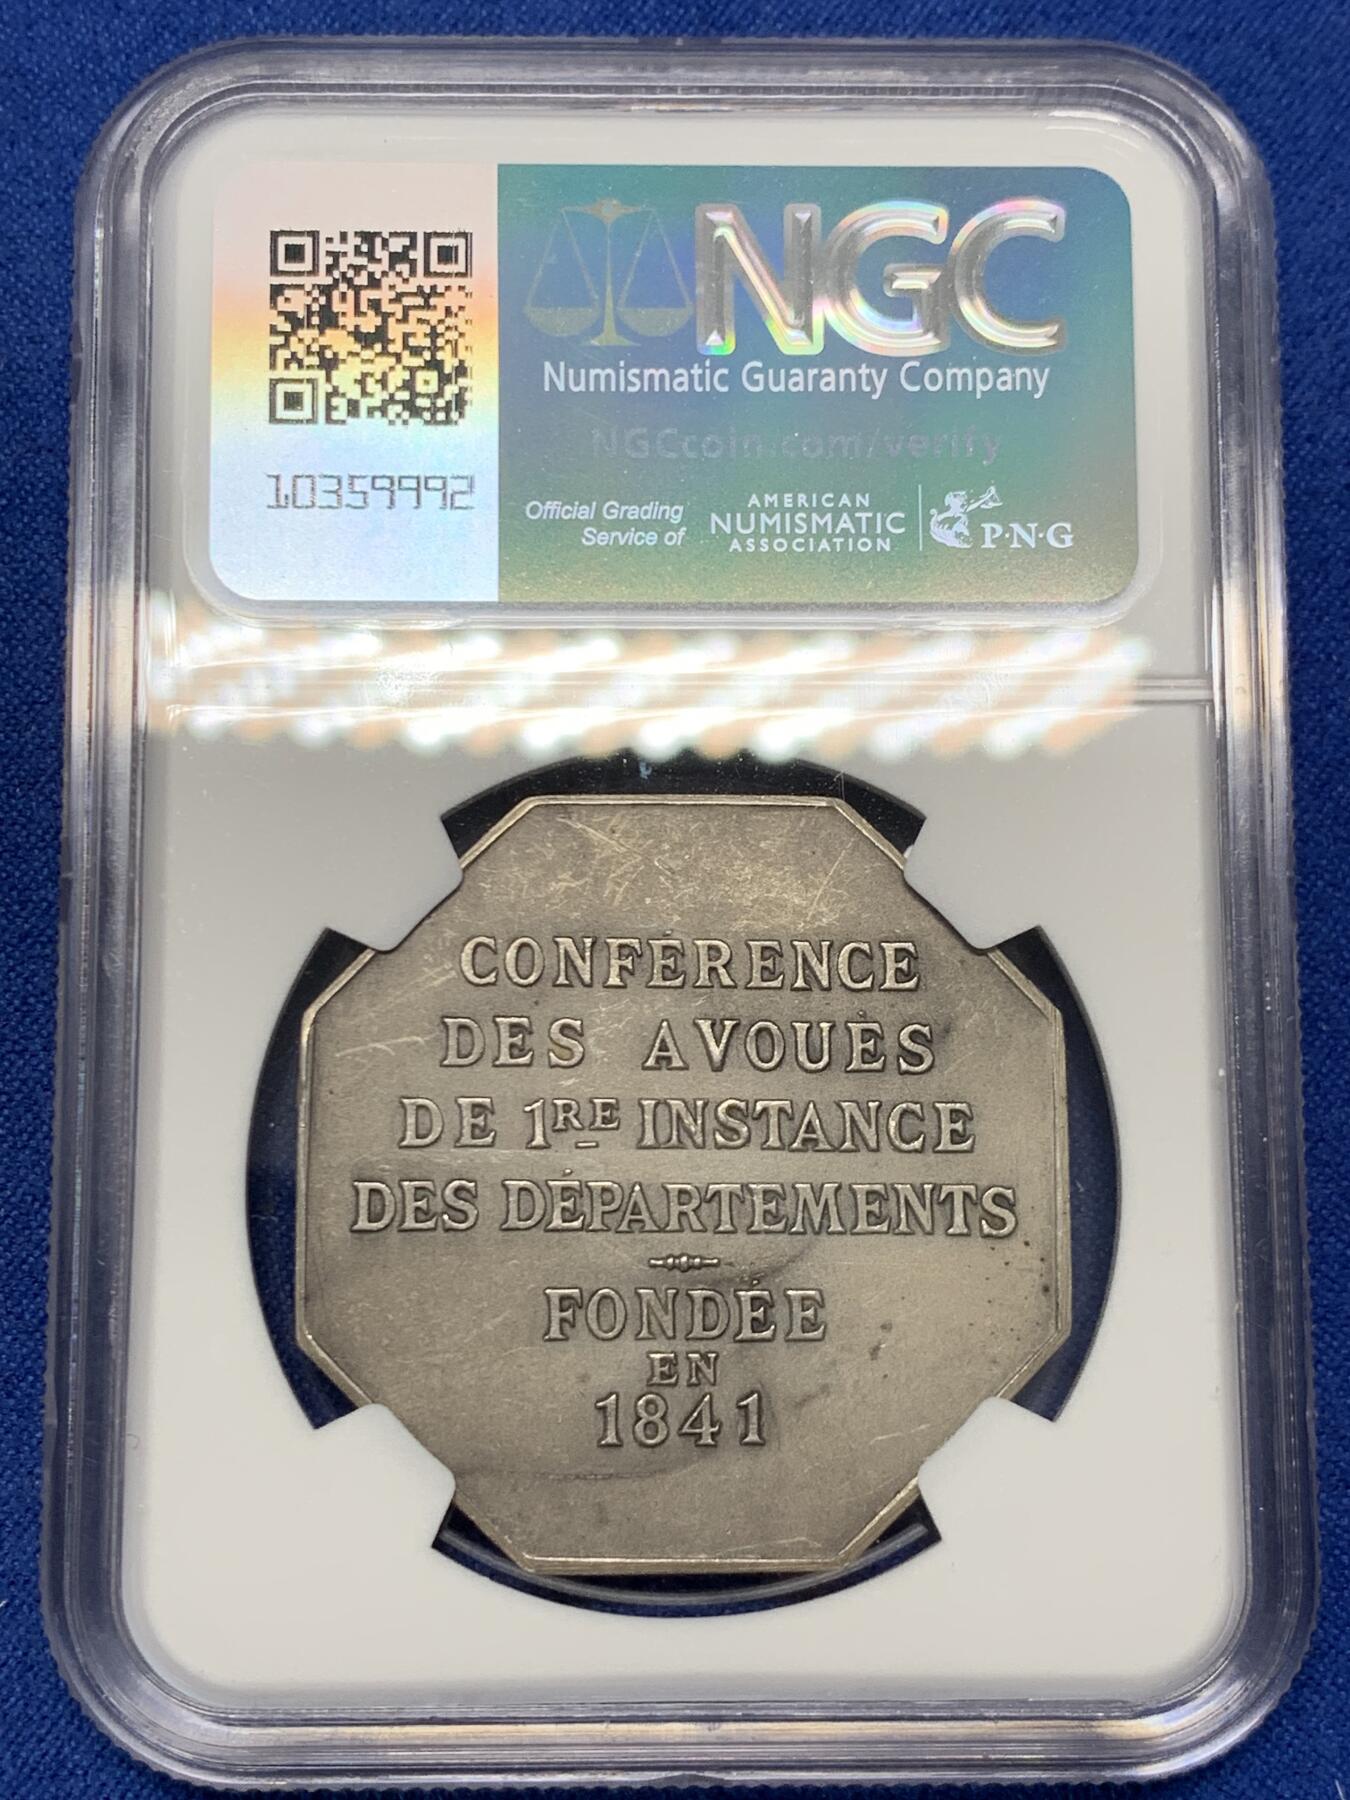 NGC
Numismatic Guaranty Company
NGCcoin.com/verify
10359992
Official Grading
Service of
AMERICAN
NUMISMATIC
ASSOCIATION
P·N·G
CONFÉRENCE
DES AVOUÉS
DE 1RE INSTANCE
DES DÉPARTEMENTS
FONDÉE
EN
1841